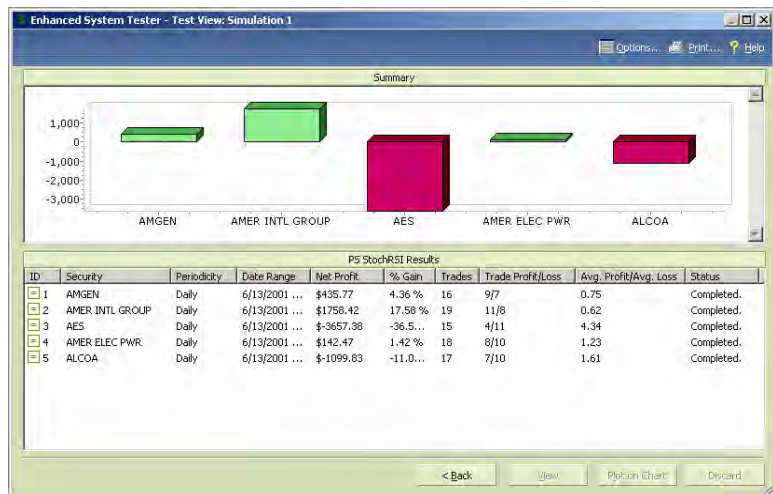 Enhanced System Tester - Test View: Simulation 1
Options... Print... Help
Summary
1,000
0
-1,000
-2,000
-3,000
AMGEN AMER INTL GROUP AES AMER ELEC PWR ALCOA
PS StochRSI Results
ID Security Periodicity Date Range Net Profit % Gain Trades Trade Profit/Loss Avg. Profit/Avg. Loss Status
1 AMGEN Daily 6/13/2001 ... $435.77 4.36 % 16 9/7 0.75 Completed.
2 AMER INTL GROUP Daily 6/13/2001 ... $1758.42 17.58 % 19 11/8 0.62 Completed.
3 AES Daily 6/13/2001 ... $-3657.38 -36.5... 15 4/11 4.34 Completed.
4 AMER ELEC PWR Daily 6/13/2001 ... $142.47 1.42 % 18 8/10 1.23 Completed.
5 ALCOA Daily 6/13/2001 ... $-1099.83 -11.0... 17 7/10 1.61 Completed.
< Back View Plot on Chart Discard